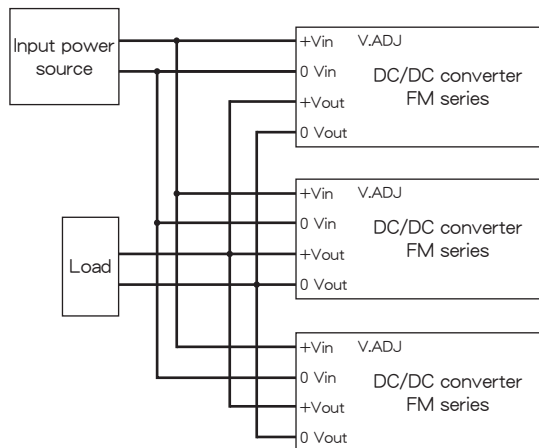 Input power
source
+Vin V.ADJ
0 Vin
DC/DC converter
FM series
+Vout
0 Vout
+Vin V.ADJ
0 Vin
DC/DC converter
FM series
+Vout
0 Vout
Load
+Vin V.ADJ
0 Vin
DC/DC converter
FM series
+Vout
0 Vout